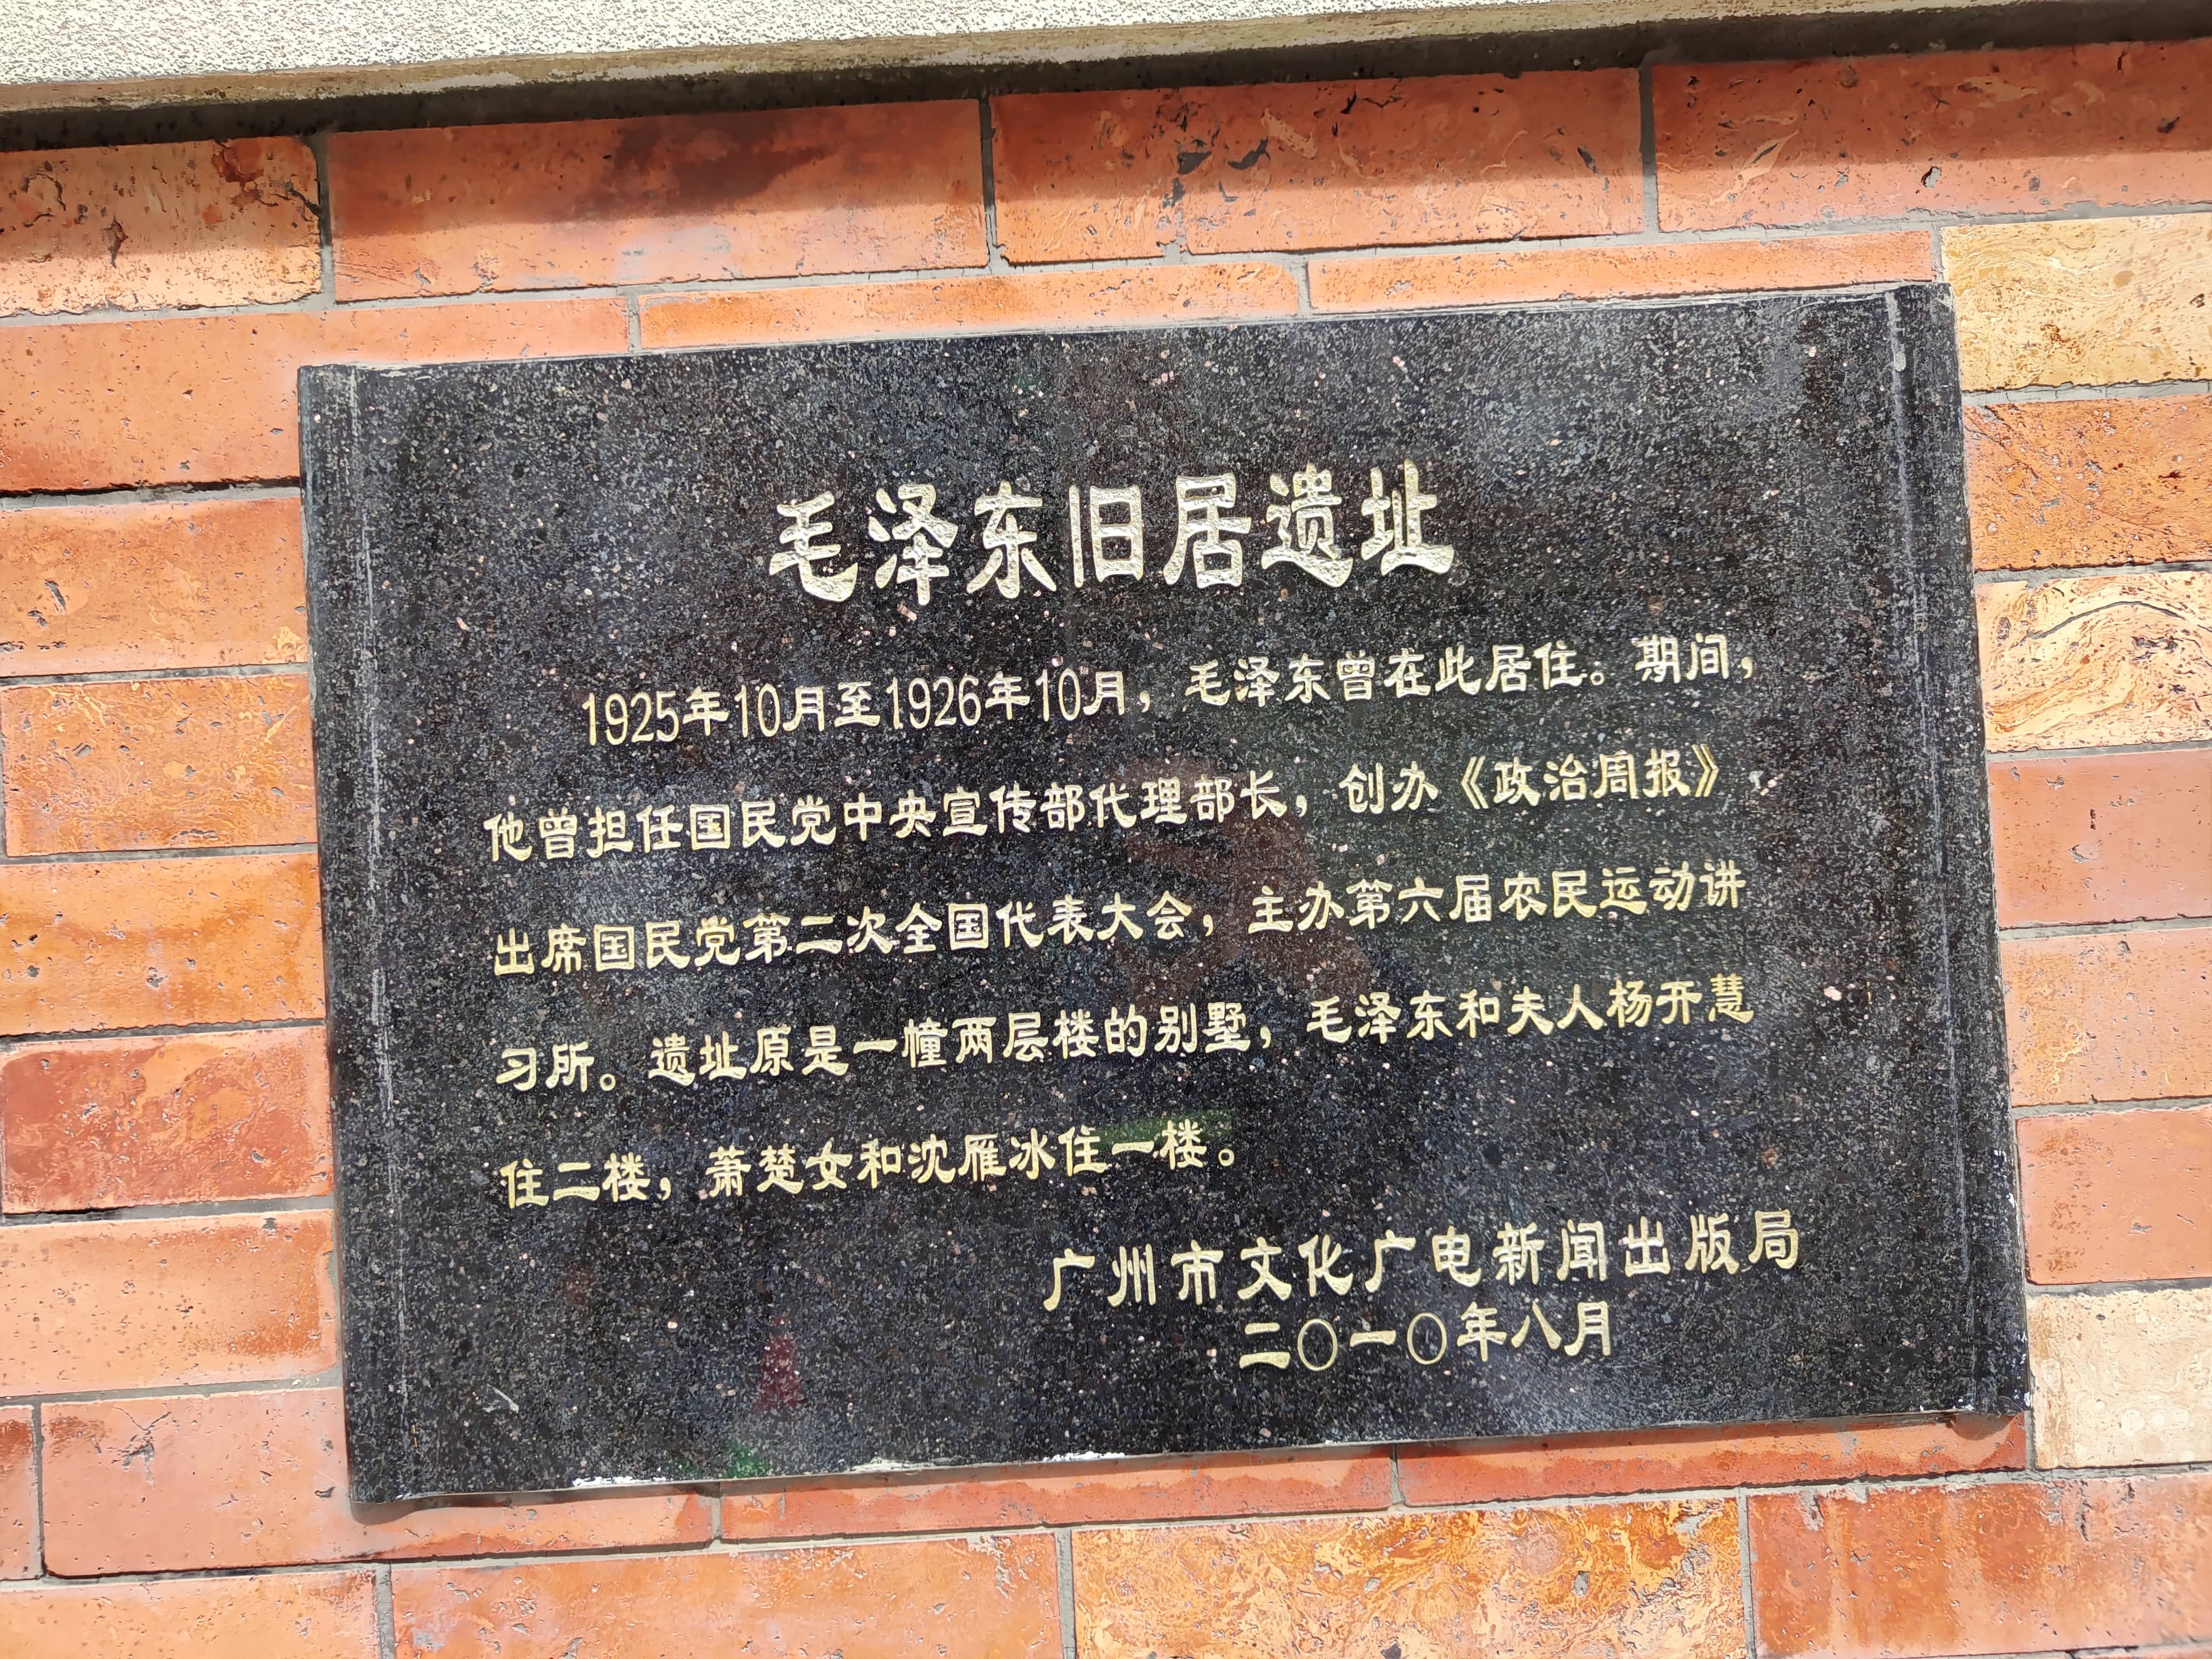 毛泽东旧居遗址
1925年10月至1926年10月，毛泽东曾在此居住。期间，
他曾担任国民党中央宣传部代理部长，创办《政治周报》，
出席国民党第二次全国代表大会，主办第六届农民运动讲
习所。遗址原是一幢两层楼的别墅，毛泽东和夫人杨开慧
住二楼，萧楚女和沈雁冰住一楼。
广州市文化广电新闻出版局
二〇一〇年八月